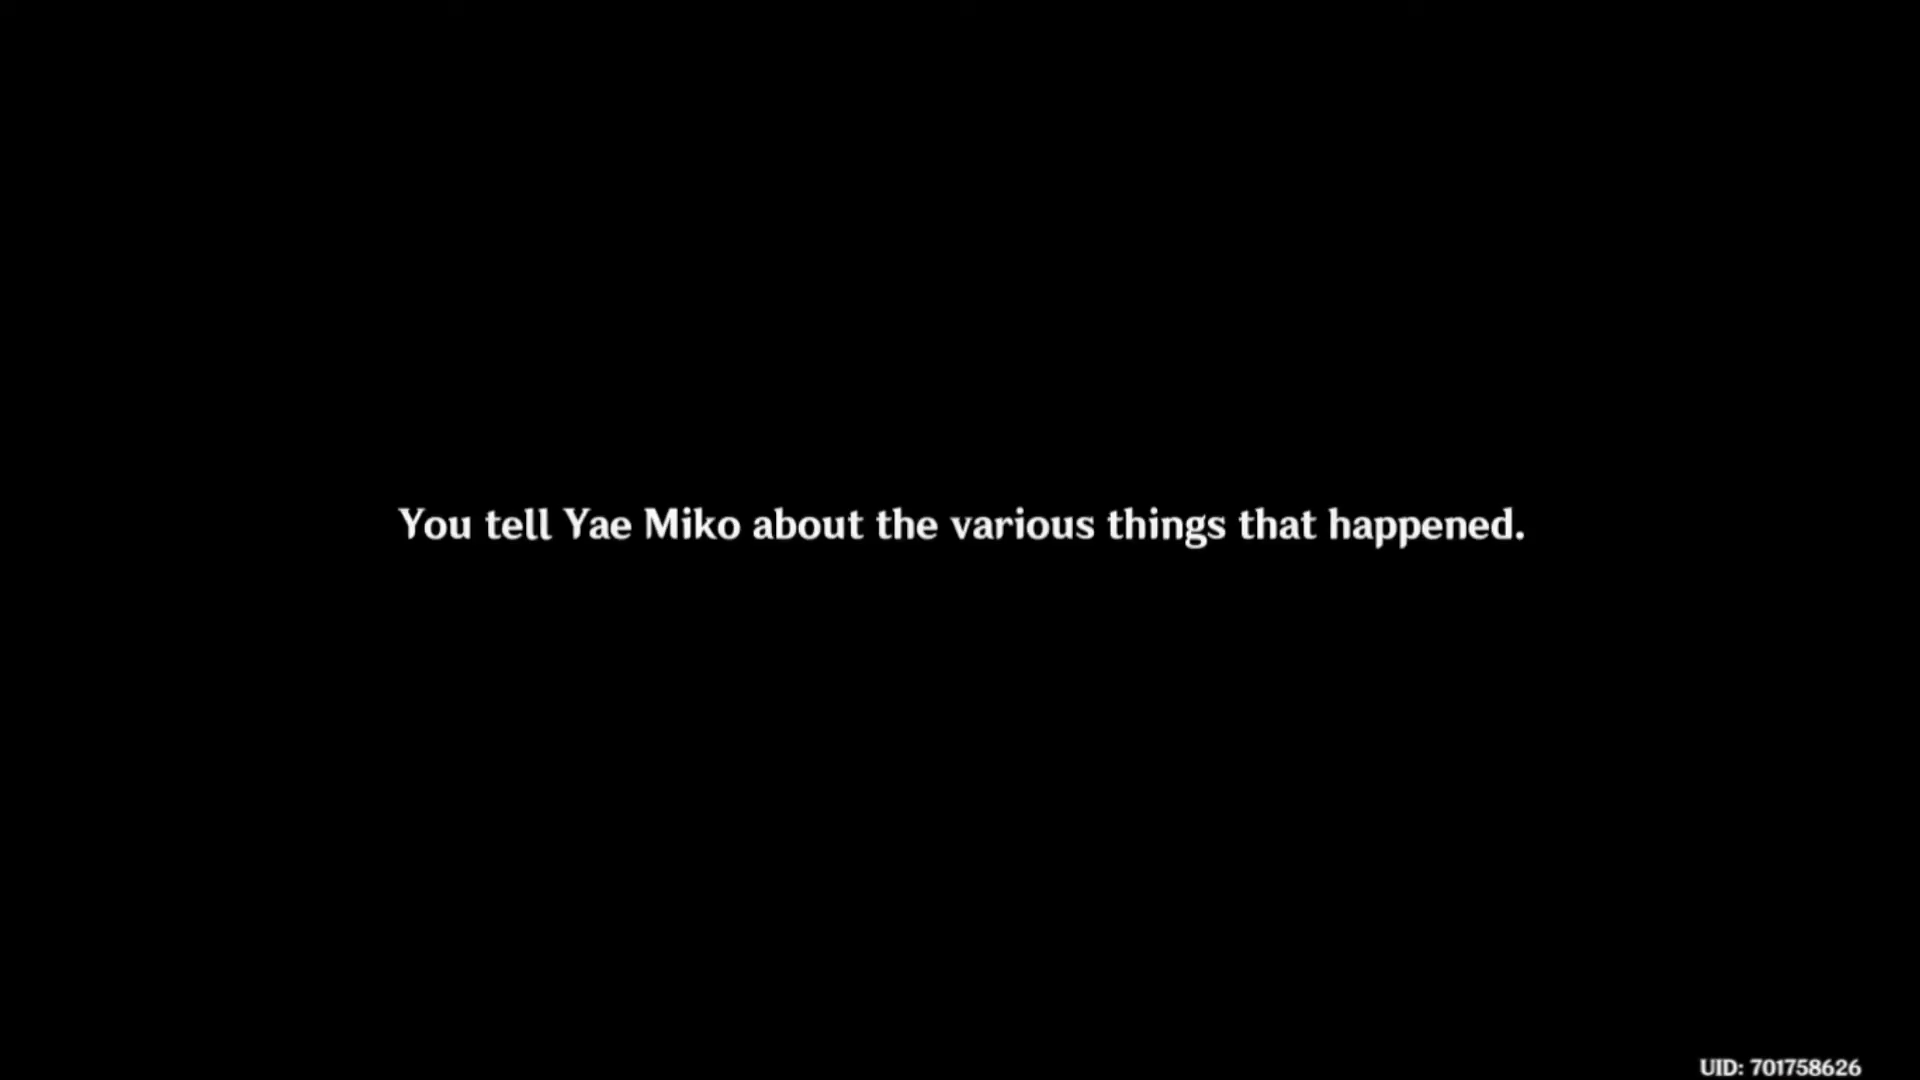 You tell Yae Miko about the various things that happened.
UID: 701758626